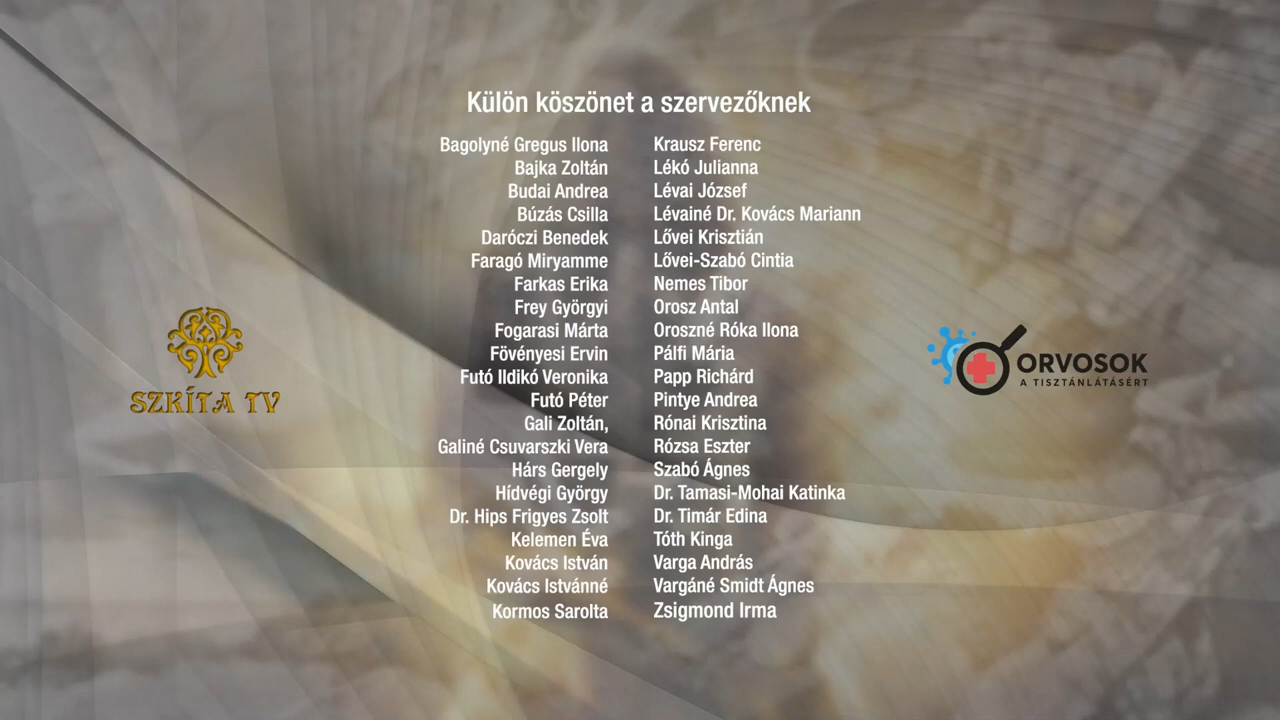 Külön köszönet a szervezőknek
Bagolyné Gregus Ilona
Bajka Zoltán
Budai Andrea
Búzás Csilla
Daróczi Benedek
Faragó Miryamme
Farkas Erika
Frey Györgyi
Fogarasi Márta
Fövényesi Ervin
Futó Ildikó Veronika
Futó Péter
Gali Zoltán,
Galiné Csuvarszki Vera
Hárs Gergely
Hídvégi György
Dr. Hips Frigyes Zsolt
Kelemen Éva
Kovács István
Kovács Istvánné
Kormos Sarolta
Krausz Ferenc
Lékó Julianna
Lévai József
Lévainé Dr. Kovács Mariann
Lővei Krisztián
Lővei-Szabó Cintia
Nemes Tibor
Orosz Antal
Oroszné Róka Ilona
Pálfi Mária
Papp Richárd
Pintye Andrea
Rónai Krisztina
Rózsa Eszter
Szabó Ágnes
Dr. Tamasi-Mohai Katinka
Dr. Timár Edina
Tóth Kinga
Varga András
Vargáné Smidt Ágnes
Zsigmond Irma
SZKÍTA TV
ORVOSOK
A TISZTÁNLÁTÁSÉRT